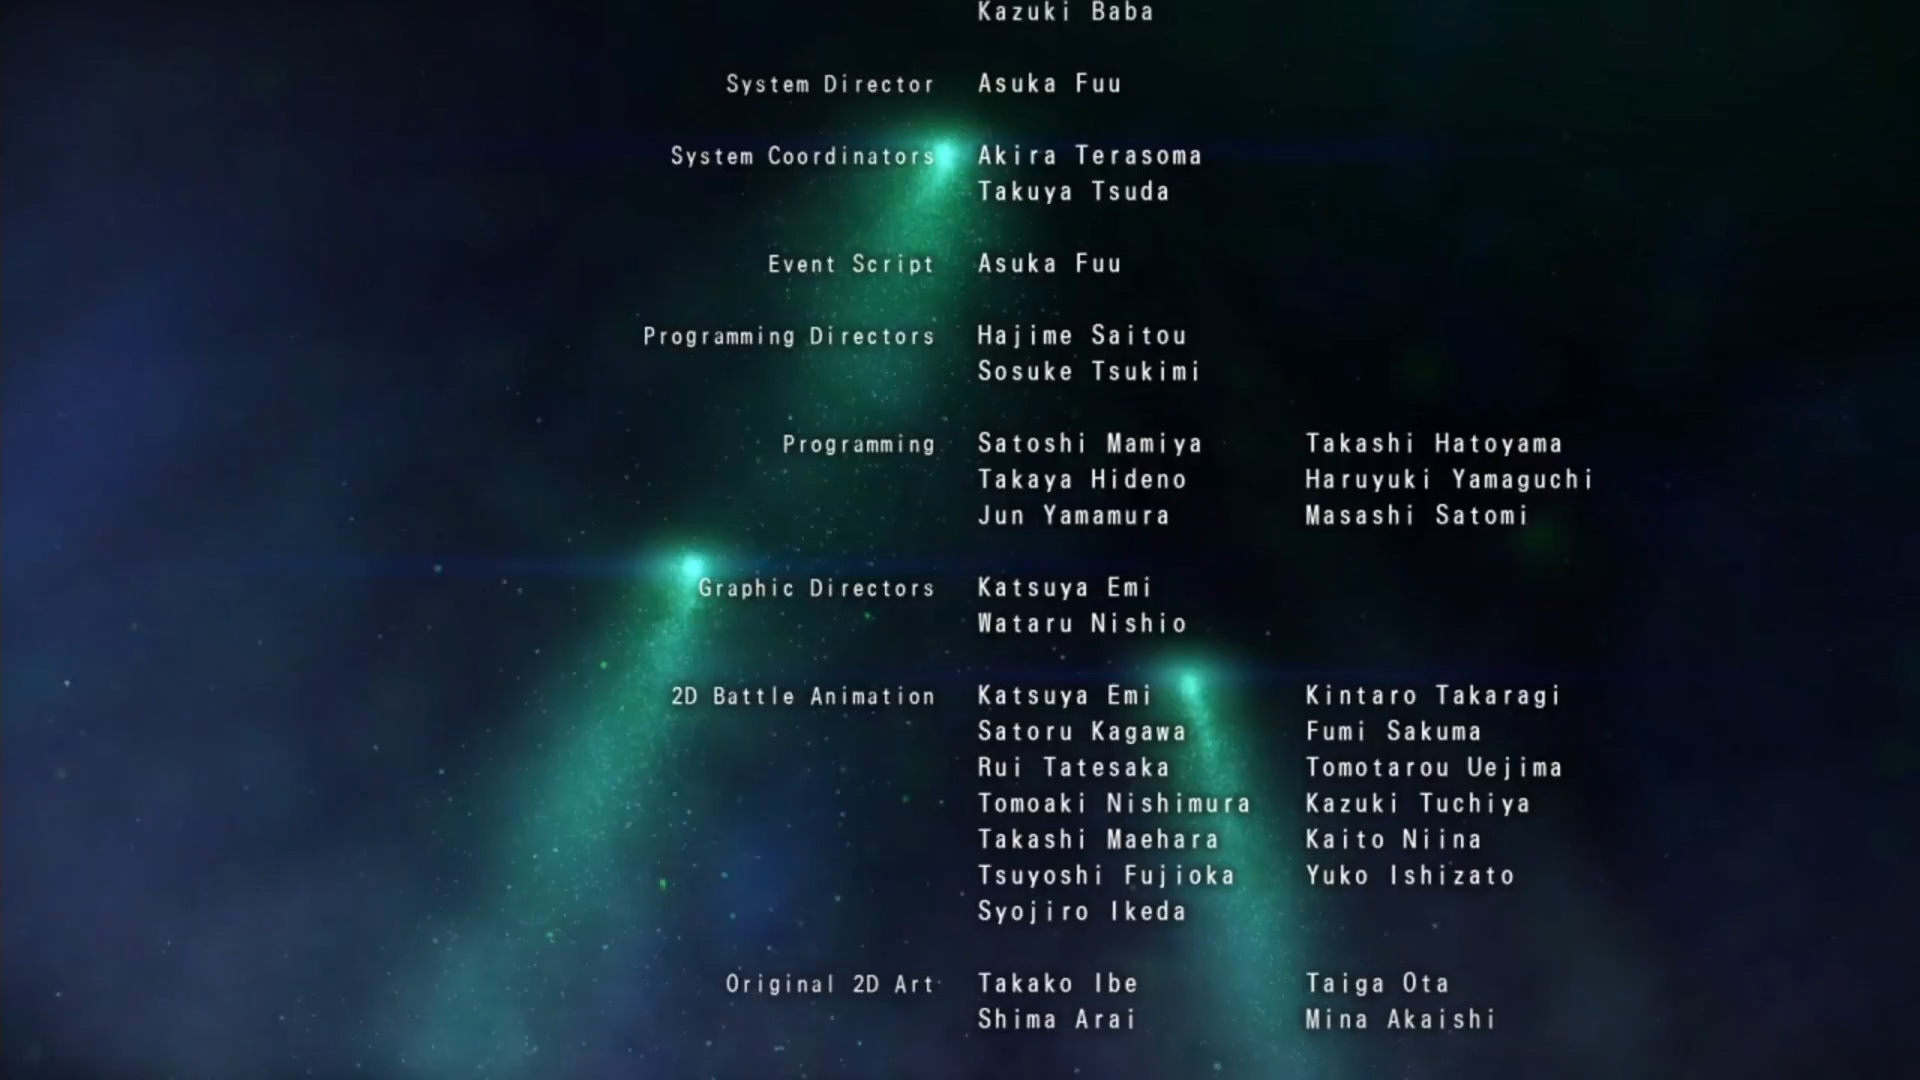 Kazuki Baba
System Director Asuka Fuu
System Coordinators Akira Terasoma
Takuya Tsuda
Event Script Asuka Fuu
Programming Directors Hajime Saitou
Sosuke Tsukimi
Programming Satoshi Mamiya Takashi Hatoyama
Takaya Hideno Haruyuki Yamaguchi
Jun Yamamura Masashi Satomi
Graphic Directors Katsuya Emi
Wataru Nishio
2D Battle Animation Katsuya Emi Kintaro Takaragi
Satoru Kagawa Fumi Sakuma
Rui Tatesaka Tomotarou Uejima
Tomoaki Nishimura Kazuki Tuchiya
Takashi Maehara Kaito Niina
Tsuyoshi Fujioka Yuko Ishizato
Syojiro Ikeda
Original 2D Art Takako Ibe Taiga Ota
Shima Arai Mina Akaishi